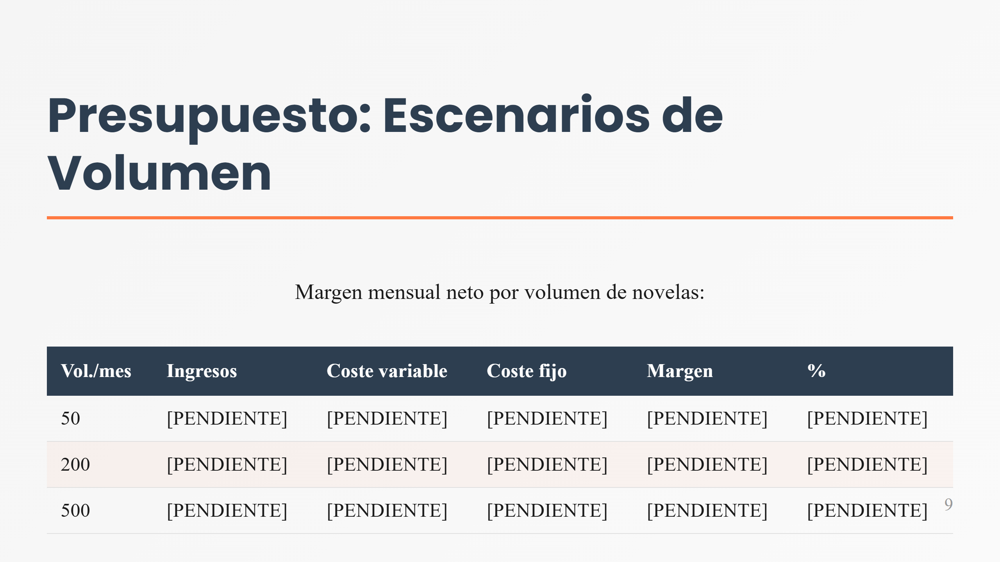 Presupuesto: Escenarios de
Volumen
Margen mensual neto por volumen de novelas:
Vol./mes Ingresos Coste variable Coste fijo Margen %
50 [PENDIENTE] [PENDIENTE] [PENDIENTE] [PENDIENTE] [PENDIENTE]
200 [PENDIENTE] [PENDIENTE] [PENDIENTE] [PENDIENTE] [PENDIENTE]
500 [PENDIENTE] [PENDIENTE] [PENDIENTE] [PENDIENTE] [PENDIENTE]
9